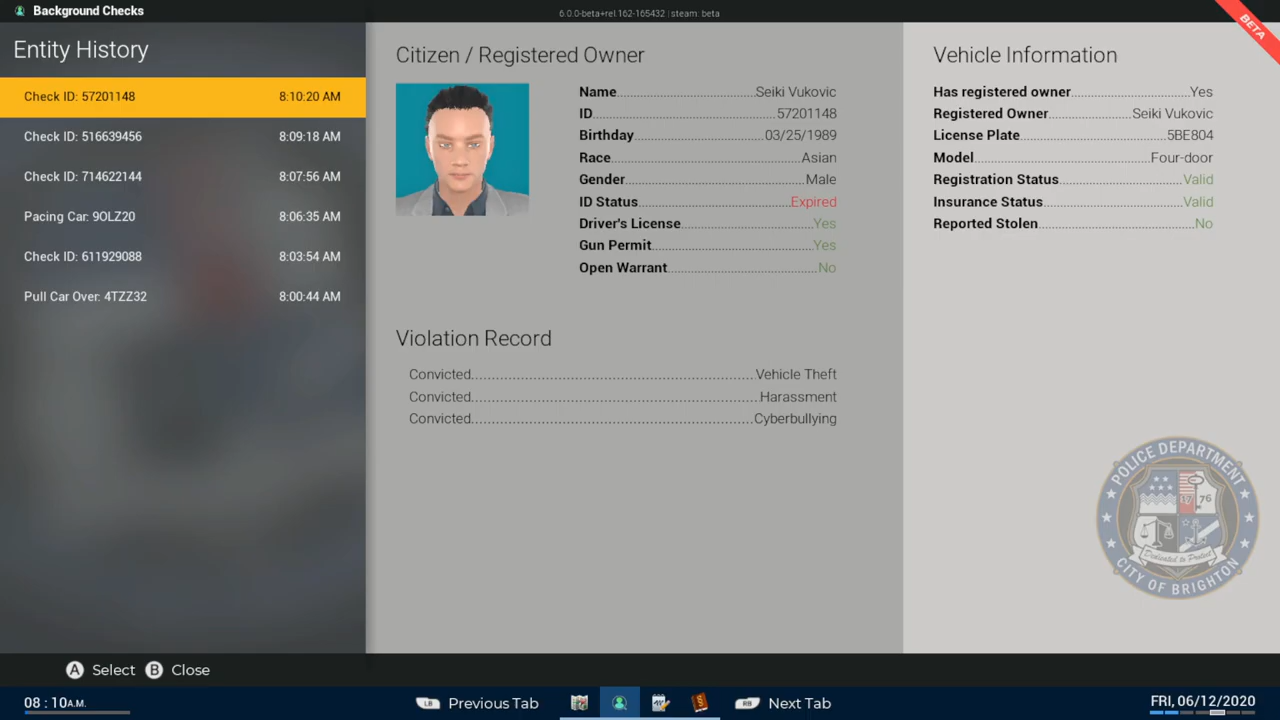 Background Checks
6.0.0-beta+rel.162-165432 | steam: beta
BETA
Entity History
Check ID: 57201148 8:10:20 AM
Check ID: 516639456 8:09:18 AM
Check ID: 714622144 8:07:56 AM
Pacing Car: 9OLZ20 8:06:35 AM
Check ID: 611929088 8:03:54 AM
Pull Car Over: 4TZZ32 8:00:44 AM
Citizen / Registered Owner
Name Seiki Vukovic
ID 57201148
Birthday 03/25/1989
Race Asian
Gender Male
ID Status Expired
Driver's License Yes
Gun Permit Yes
Open Warrant No
Violation Record
Convicted Vehicle Theft
Convicted Harassment
Convicted Cyberbullying
Vehicle Information
Has registered owner Yes
Registered Owner Seiki Vukovic
License Plate 5BE804
Model Four-door
Registration Status Valid
Insurance Status Valid
Reported Stolen No
POLICE DEPARTMENT
17 76
Dedicated to Protect
CITY OF BRIGHTON
A Select B Close
08 : 10 A.M.
LB Previous Tab
RB Next Tab
FRI, 06/12/2020